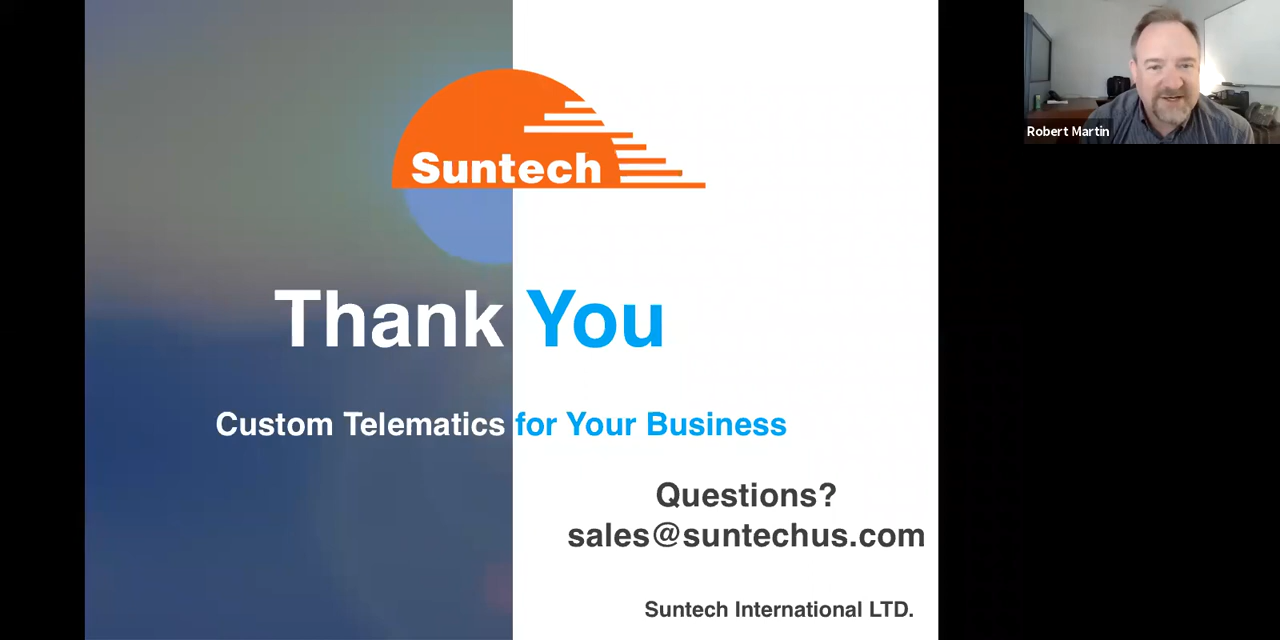 Suntech
Thank You
Custom Telematics for Your Business
Questions?
sales@suntechus.com
Suntech International LTD.
Robert Martin